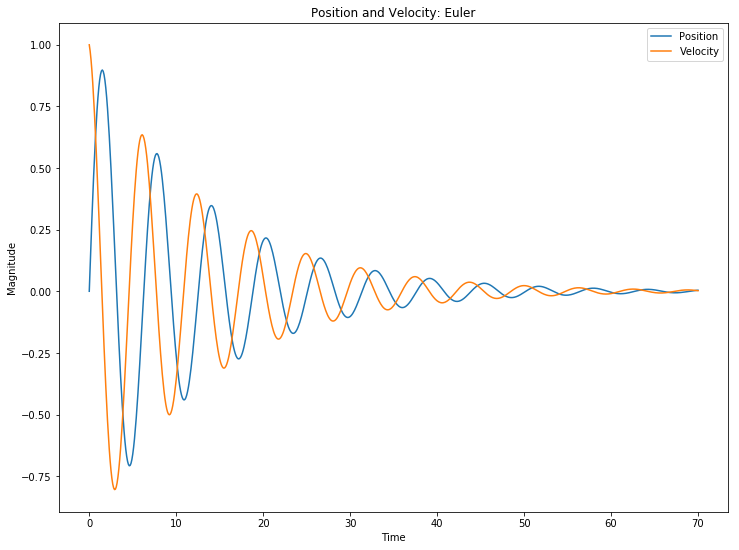 Position and Velocity: Euler
Position
Velocity
Magnitude
1.00
0.75
0.50
0.25
0.00
−0.25
−0.50
−0.75
0 10 20 30 40 50 60 70
Time